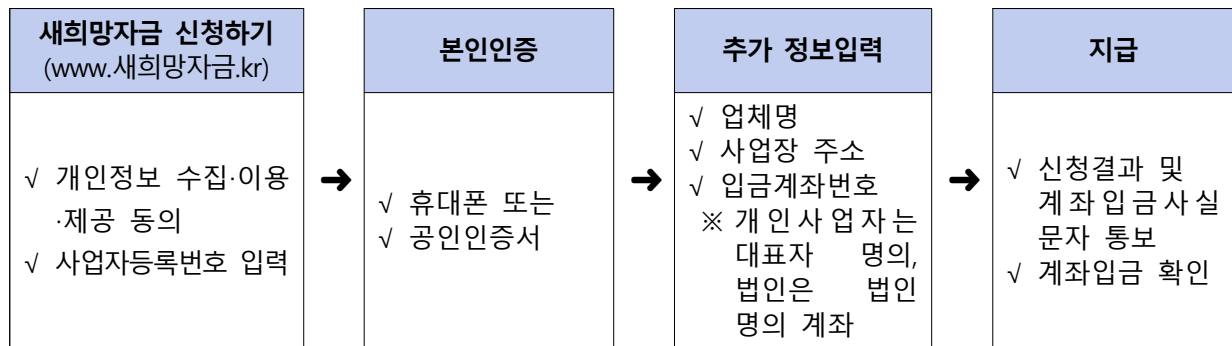 새희망자금 신청하기
(www.새희망자금.kr)
√ 개인정보 수집·이용
·제공 동의
√ 사업자등록번호 입력
➜
본인인증
√ 휴대폰 또는
√ 공인인증서
➜
추가 정보입력
√ 업체명
√ 사업장 주소
√ 입금계좌번호
※ 개인사업자는
대표자 명의,
법인은 법인
명의 계좌
➜
지급
√ 신청결과 및
계좌입금사실
문자 통보
√ 계좌입금 확인